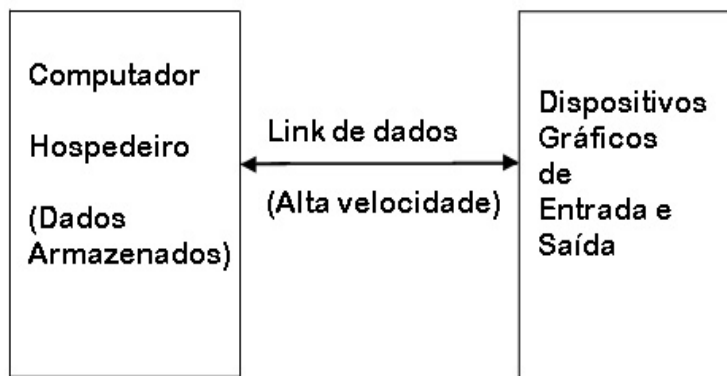 Computador
Hospedeiro
(Dados
Armazenados)
Link de dados
(Alta velocidade)
Dispositivos
Gráficos
de
Entrada e
Saída